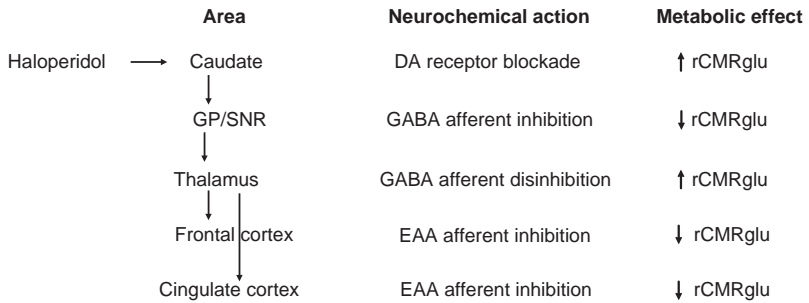 Area Neurochemical action Metabolic effect
Haloperidol Caudate DA receptor blockade rCMRglu
GP/SNR GABA afferent inhibition rCMRglu
Thalamus GABA afferent disinhibition rCMRglu
Frontal cortex EAA afferent inhibition rCMRglu
Cingulate cortex EAA afferent inhibition rCMRglu